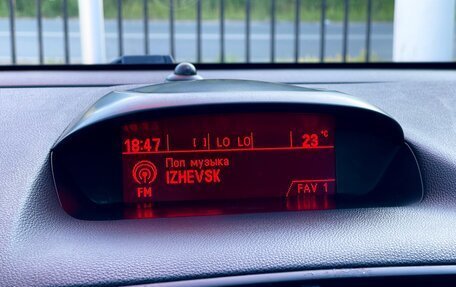 18:47 [ ] LO LO 23 °C
Поп музыка
IZHEVSK
FM FAV 1